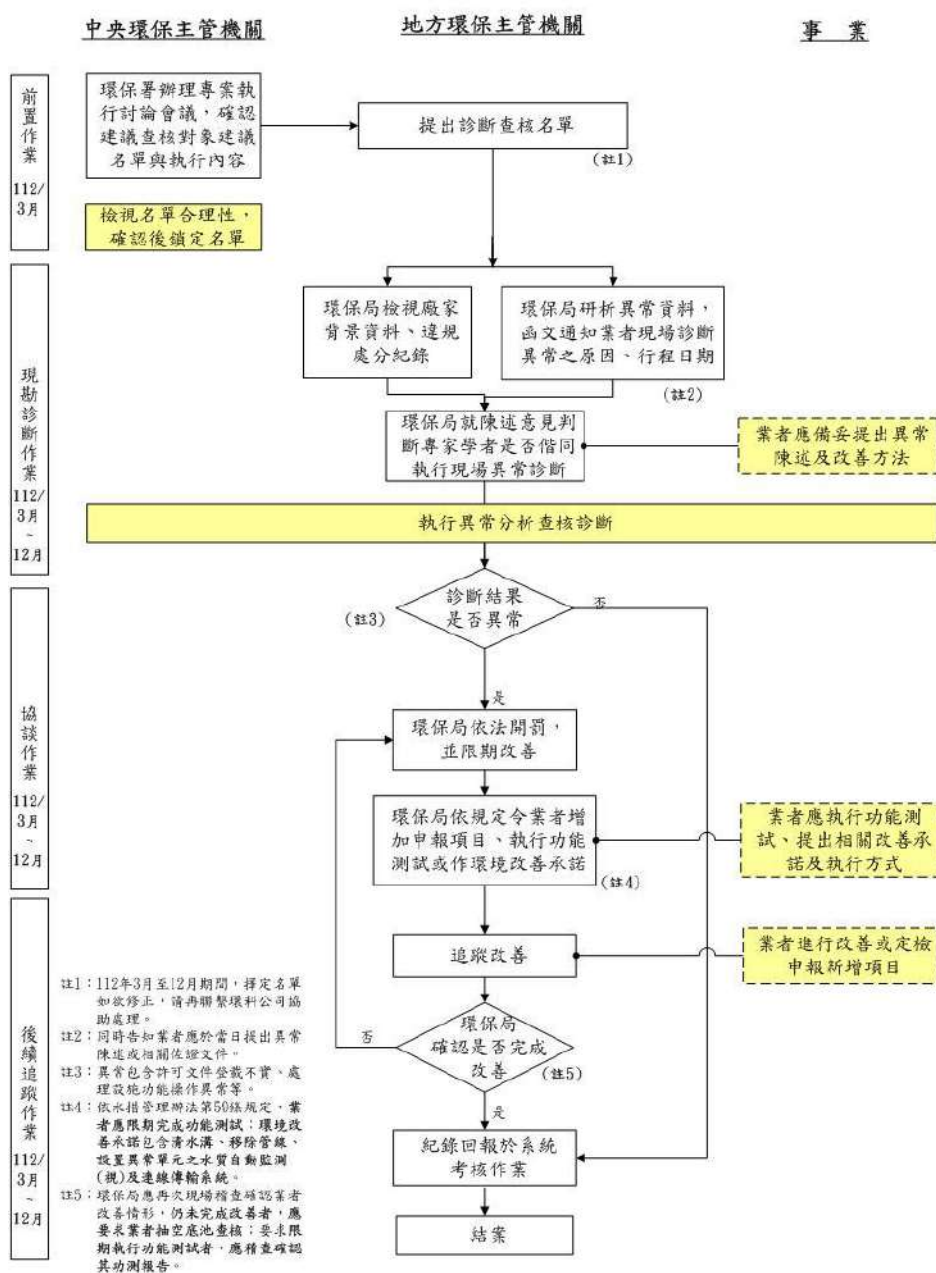 中央環保主管機關
地方環保主管機關
事 業
前置作業
112/
3月
環保署辦理專案執
行討論會議，確認
建議查核對象建議
名單與執行內容
提出診斷查核名單
(註1)
檢視名單合理性，
確認後鎖定名單
現勘診斷作業
112/
3月
~
12月
環保局檢視廠家
背景資料、違規
處分紀錄
環保局研析異常資料，
函文通知業者現場診斷
異常之原因、行程日期
(註2)
環保局就陳述意見判
斷專家學者是否偕同
執行現場異常診斷
業者應備妥提出異常
陳述及改善方法
執行異常分析查核診斷
協談作業
112/
3月
~
12月
診斷結果
是否異常
(註3)
否
是
環保局依法開罰，
並限期改善
環保局依規定令業者增
加申報項目、執行功能
測試或作環境改善承諾
(註4)
業者應執行功能測
試、提出相關改善承
諾及執行方式
後續追蹤作業
112/
3月
~
12月
追蹤改善
業者進行改善或定檢
申報新增項目
環保局
確認是否完成
改善
(註5)
否
是
紀錄回報於系統
考核作業
結案
註1：112年3月至12月期間，擇定名單
如欲修正，請再聯繫環科公司協
助處理。
註2：同時告知業者應於當日提出異常
陳述或相關佐證文件。
註3：異常包含許可文件登載不實、處
理設施功能操作異常等。
註4：依水措管理辦法第50條規定，業
者應限期完成功能測試；環境改
善承諾包含清水溝、移除管線、
設置異常單元之水質自動監測
(視)及連線傳輸系統。
註5：環保局應再次現場稽查確認業者
改善情形，仍未完成改善者，應
要求業者抽空底池查核；要求限
期執行功能測試者，應稽查確認
其功測報告。